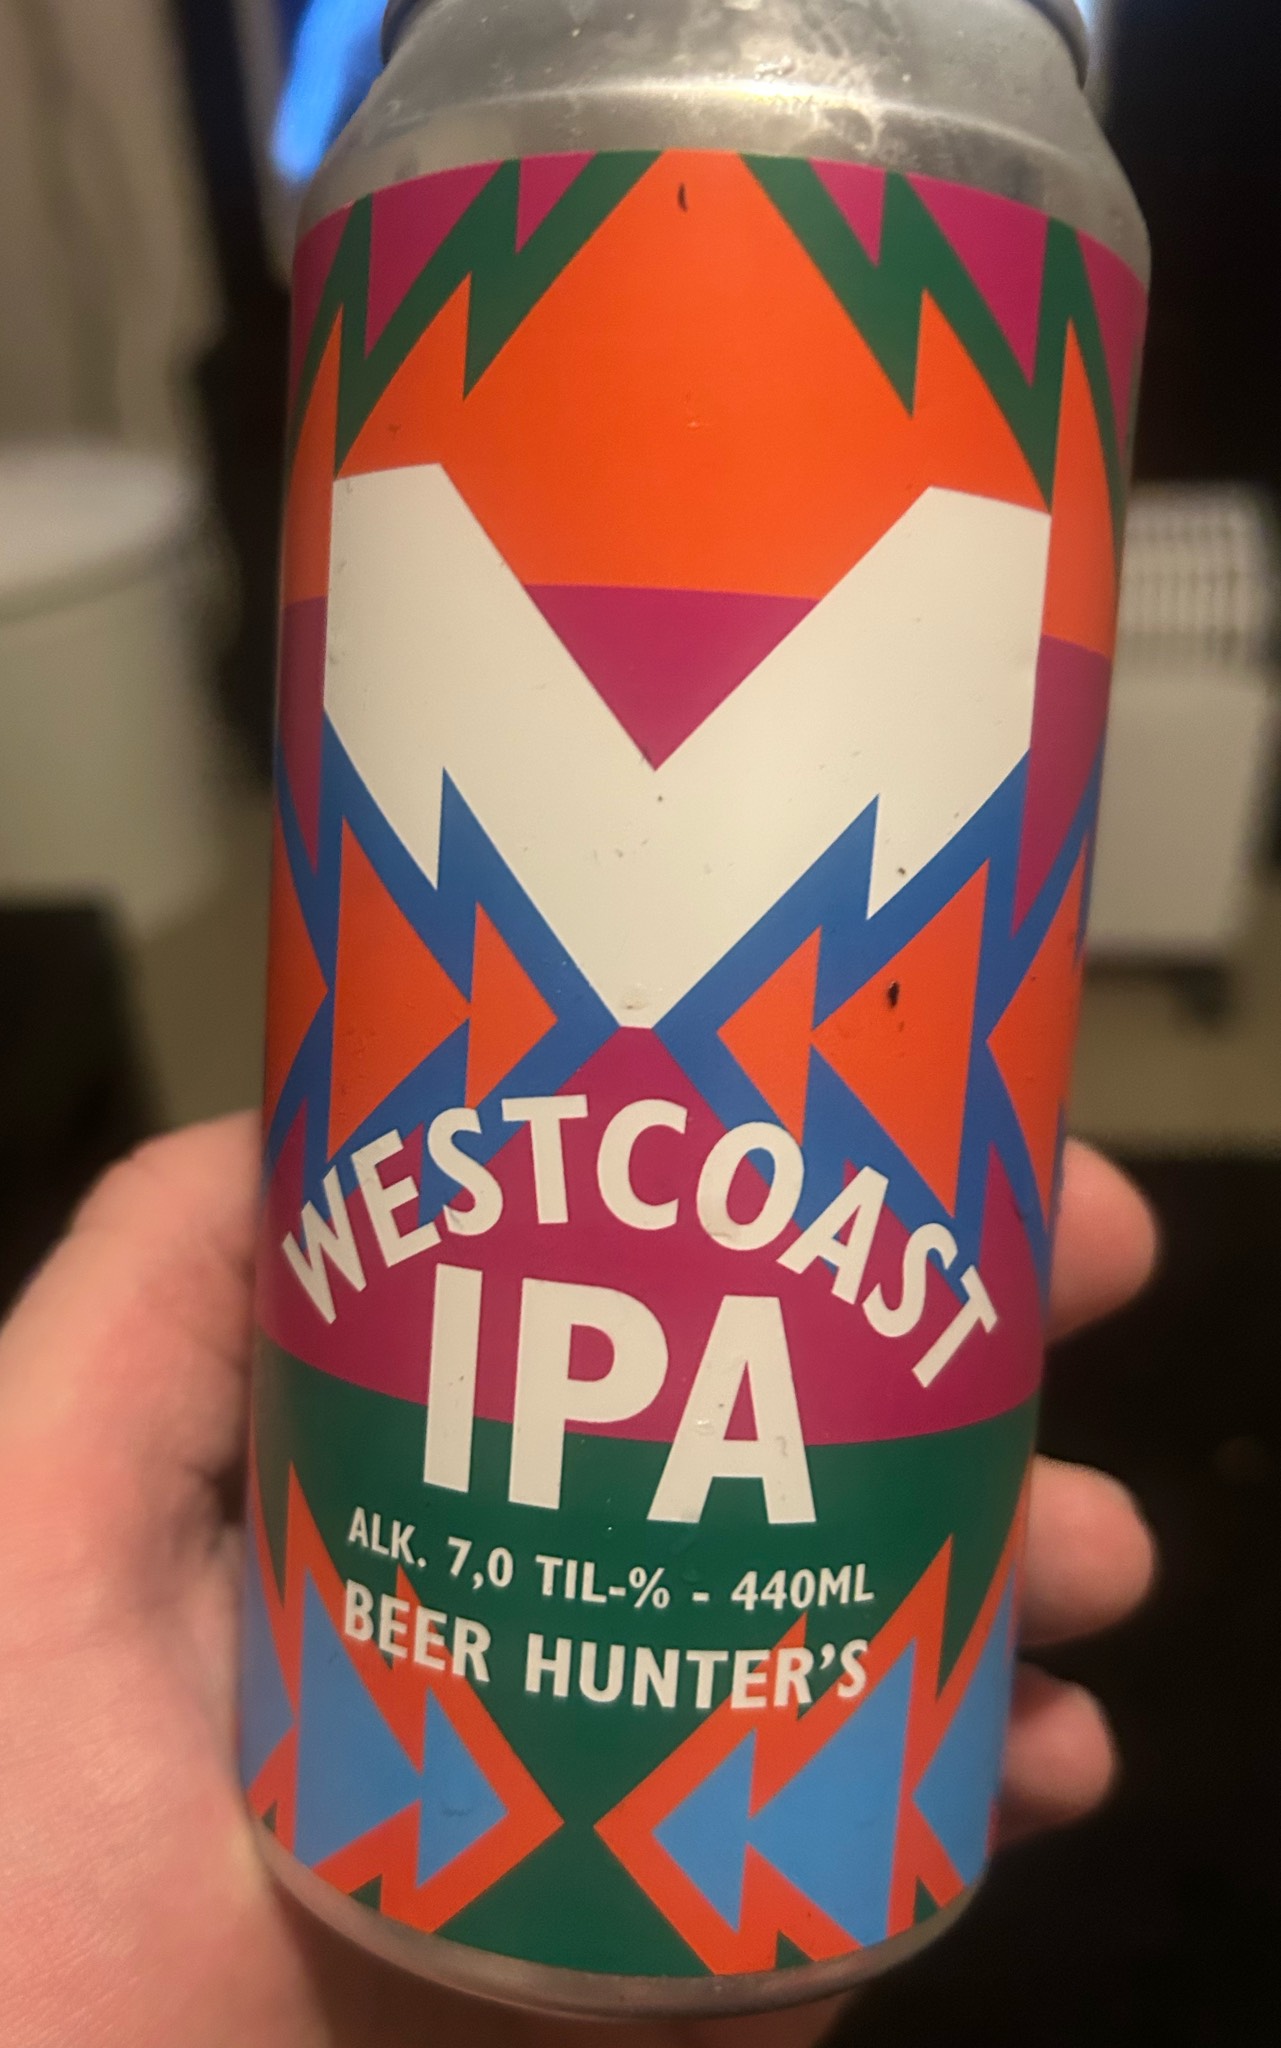 WESTCOAST
IPA
ALK. 7,0 TIL-% - 440ML
BEER HUNTER'S